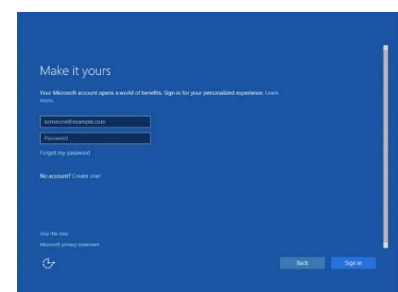 Make it yours
Your Microsoft account opens a world of benefits. Sign in for your personalized experience. Learn
more.
someone@example.com
Password
Forgot my password
No account? Create one!
Skip this step
Microsoft privacy statement
Back
Sign in